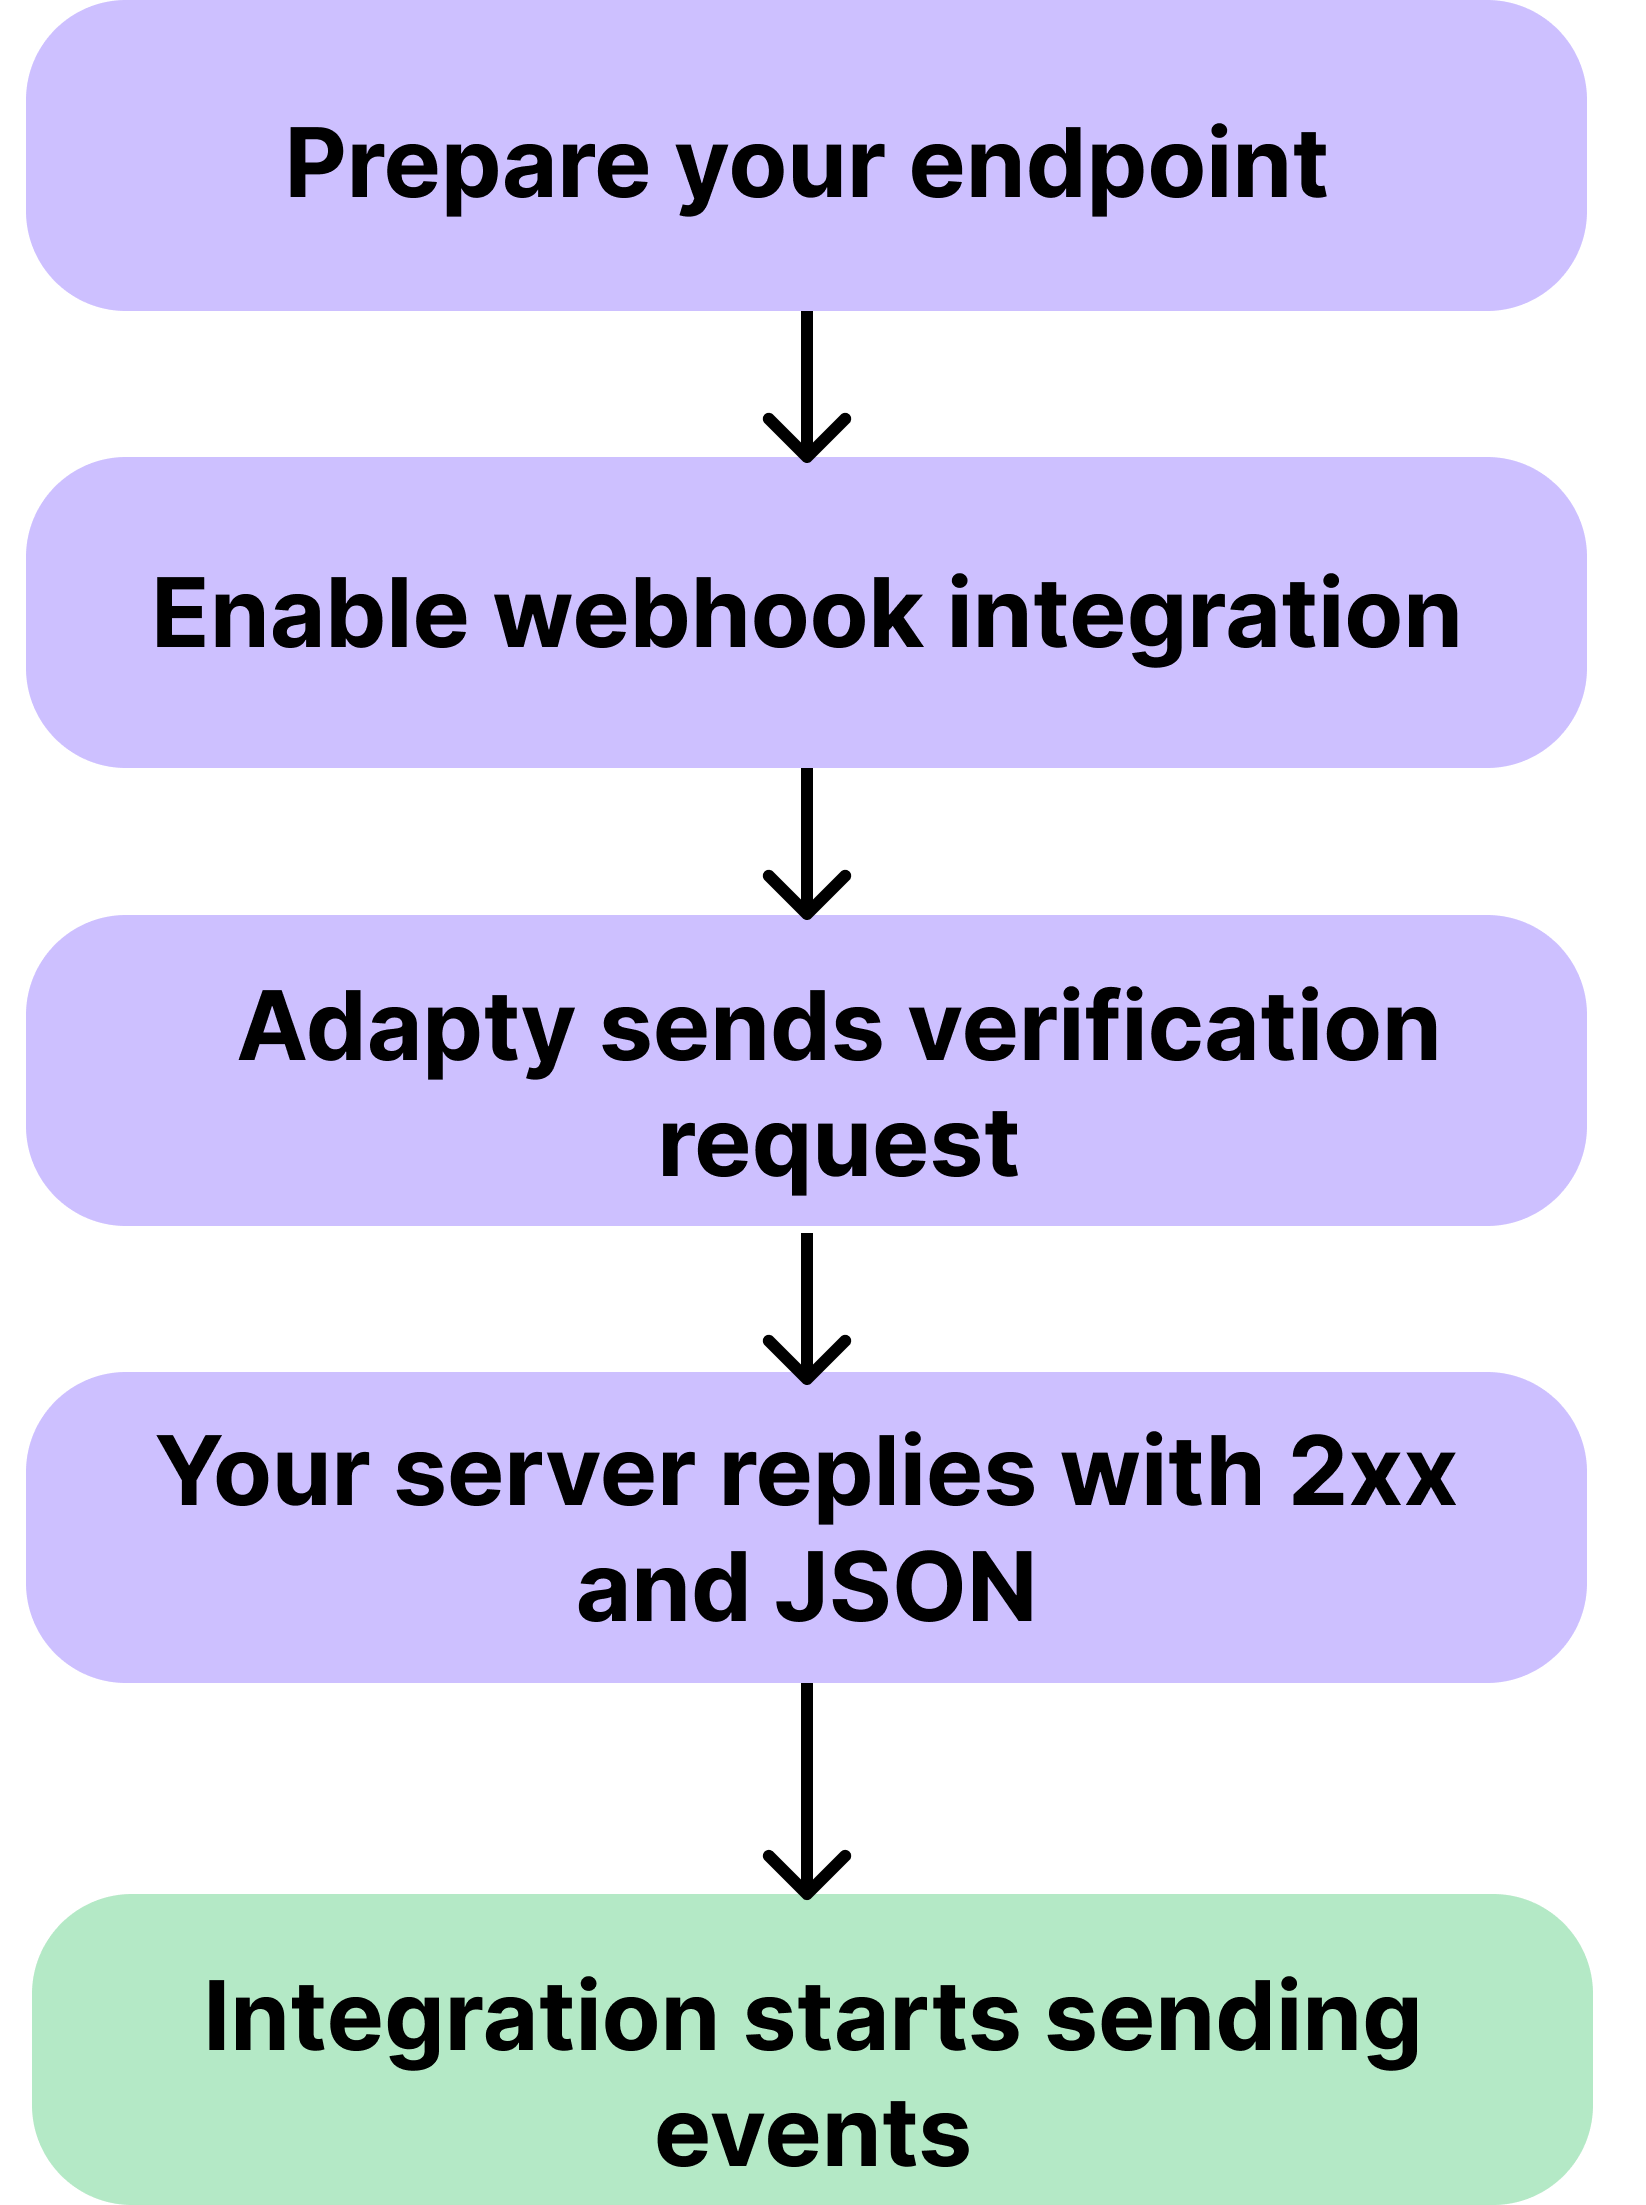 Prepare your endpoint
Enable webhook integration
Adapty sends verification
request
Your server replies with 2xx
and JSON
Integration starts sending
events